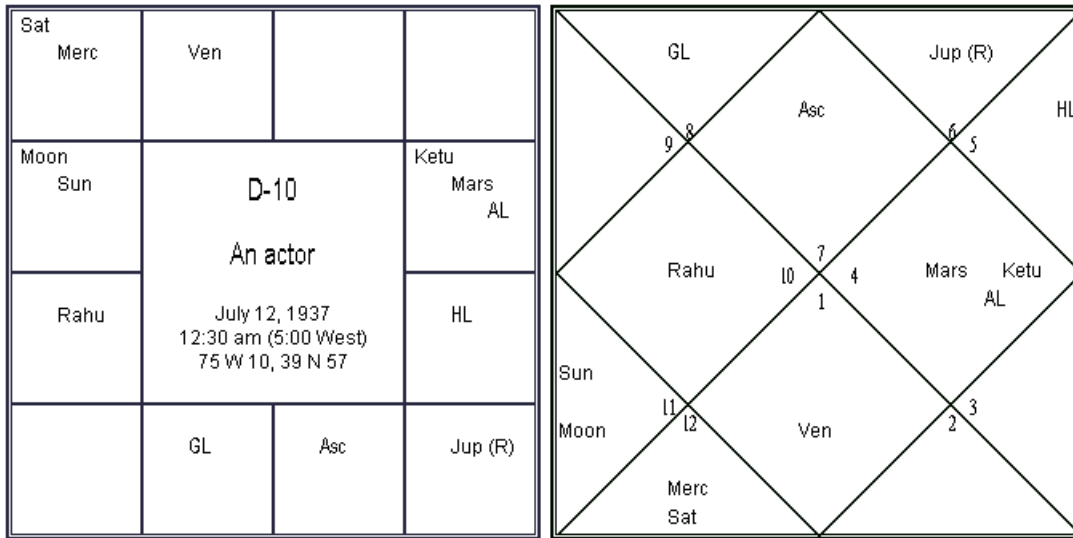 Sat
Merc
Ven
Moon
Sun
Ketu
Mars
AL
D-10
An actor
July 12, 1937
12:30 am (5:00 West)
75 W 10, 39 N 57
Rahu
HL
GL
Asc
Jup (R)
GL
Jup (R)
Asc
HL
8
6
9
5
7
Rahu
10
4
Mars
Ketu
AL
1
Sun
11
3
12
2
Moon
Ven
Merc
Sat